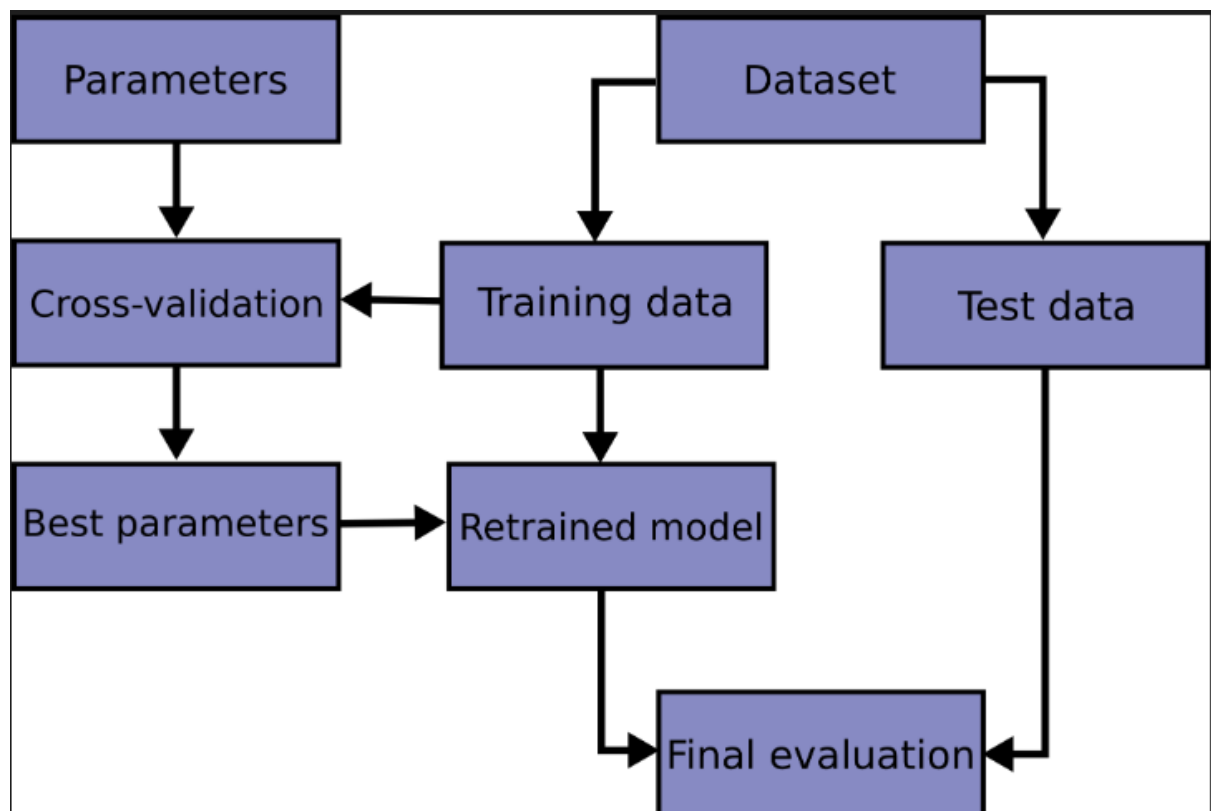 Parameters
Dataset
Cross-validation
Training data
Test data
Best parameters
Retrained model
Final evaluation